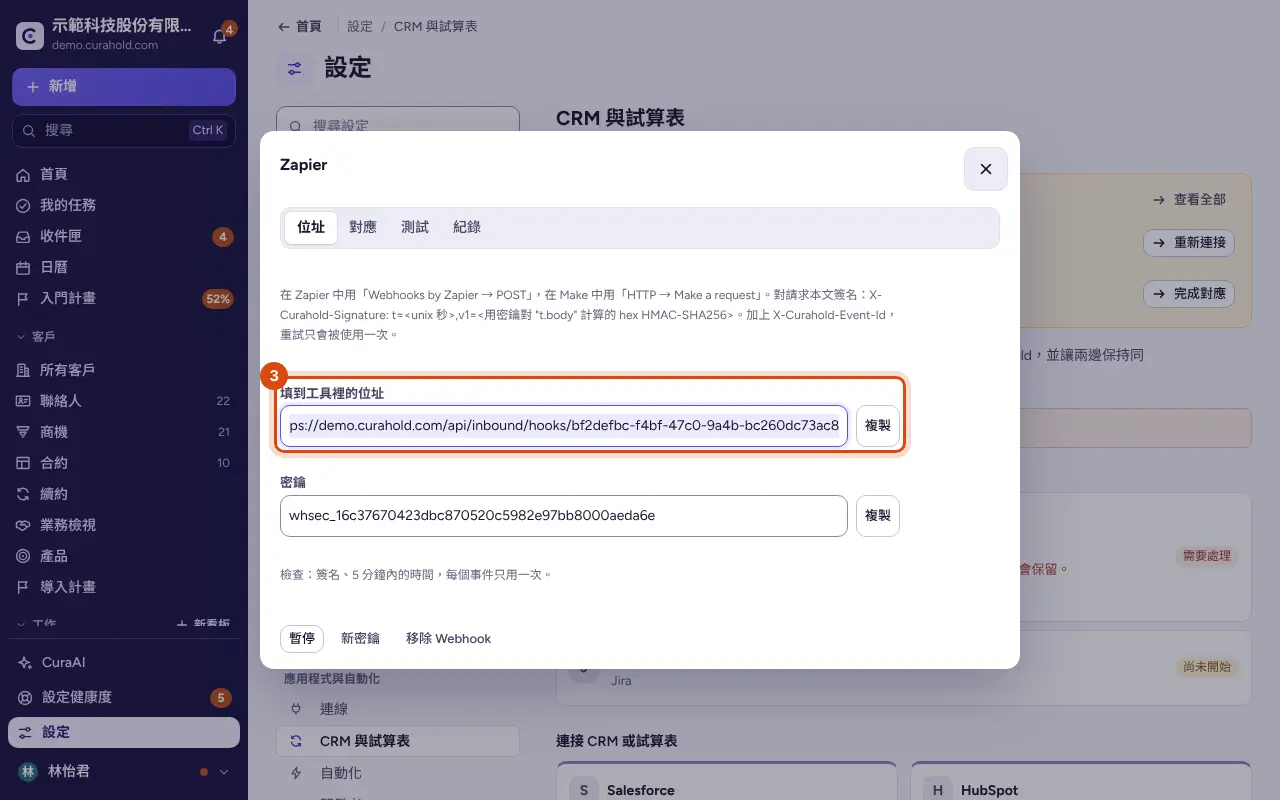 示範科技股份有限...
demo.curahold.com
4
新增
搜尋
Ctrl K
首頁
我的任務
收件匣
4
日曆
入門計畫
52%
客戶
所有客戶
聯絡人
22
商機
21
合約
10
續約
業務檢視
產品
導入計畫
工作
新看板
CuraAI
設定健康度
5
設定
林
林怡君
首頁
設定 / CRM 與試算表
設定
搜尋設定
CRM 與試算表
查看全部
重新連接
完成對應
ld，並讓兩邊保持同
需要處理
會保留。
尚未開始
Zapier
位址
對應
測試
紀錄
在 Zapier 中用「Webhooks by Zapier → POST」，在 Make 中用「HTTP → Make a request」。對請求本文簽名：X-
Curahold-Signature: t=<unix 秒>,v1=<用密鑰對 "t.body" 計算的 hex HMAC-SHA256>。加上 X-Curahold-Event-Id，
重試只會被使用一次。
3
填到工具裡的位址
ps://demo.curahold.com/api/inbound/hooks/bf2defbc-f4bf-47c0-9a4b-bc260dc73ac8
複製
密鑰
whsec_16c37670423dbc870520c5982e97bb8000aeda6e
複製
檢查：簽名、5 分鐘內的時間，每個事件只用一次。
暫停
新密鑰
移除 Webhook
Jira
應用程式與自動化
連線
CRM 與試算表
自動化
連接 CRM 或試算表
S
Salesforce
H
HubSpot